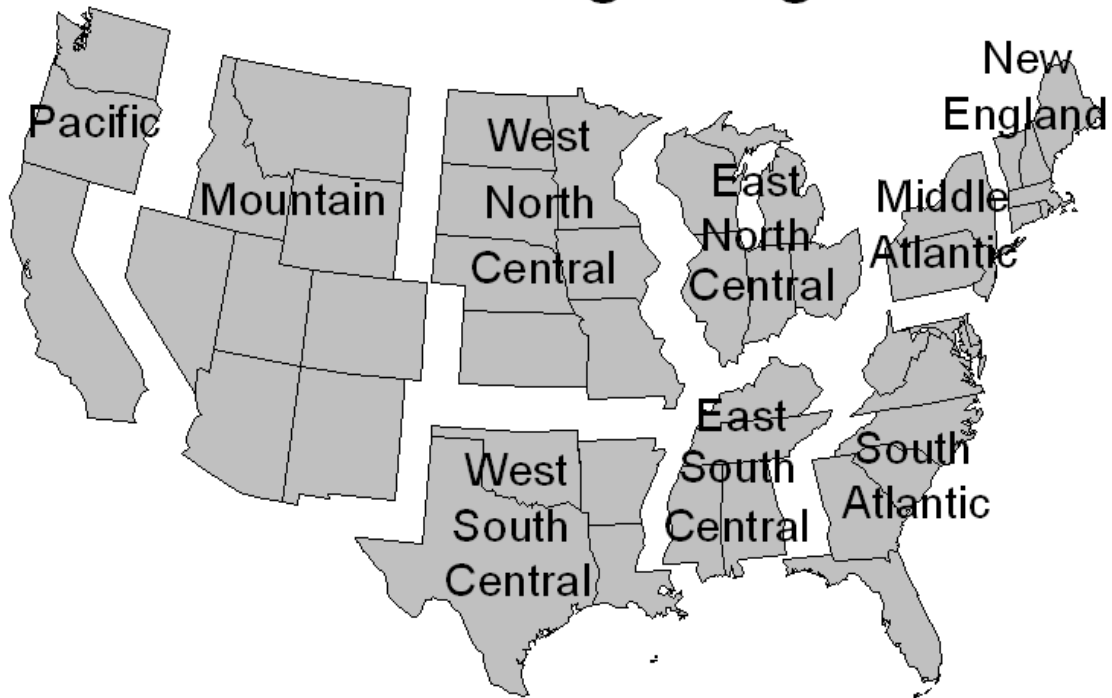 Pacific
Mountain
West
North
Central
East
North
Central
New
England
Middle
Atlantic
West
South
Central
East
South
Central
South
Atlantic